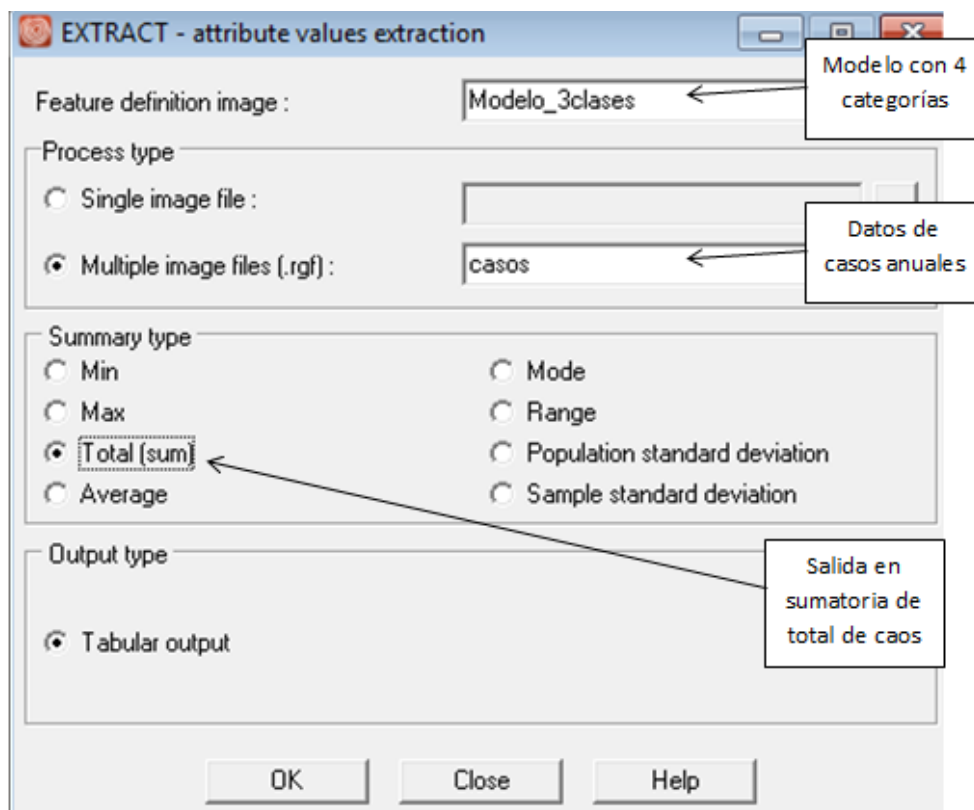 EXTRACT - attribute values extraction
Modelo con 4
categorías
Feature definition image :
Modelo_3clases
Process type
Single image file :
Multiple image files (.rgf) :
casos
Datos de
casos anuales
Summary type
Min
Mode
Max
Range
Total (sum)
Population standard deviation
Average
Sample standard deviation
Output type
Salida en
sumatoria de
total de caos
Tabular output
OK
Close
Help